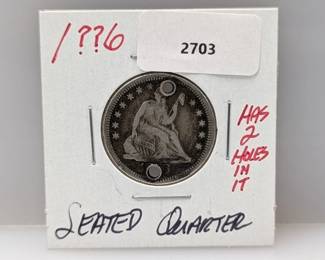 1??6
2703
HAS
2
HOLES
IN
IT
SEATED QUARTER